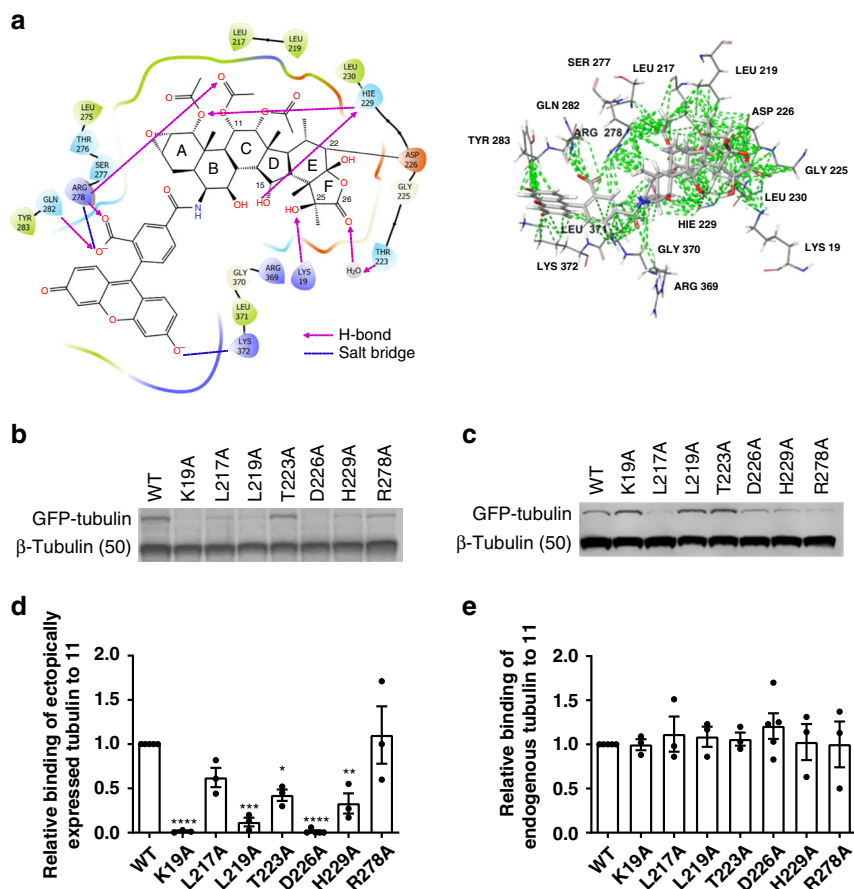 a
LEU 217
LEU 219
LEU 230
HIE 229
LEU 275
THR 276
SER 277
ARG 278
GLN 282
TYR 283
ASP 226
GLY 225
THR 223
H₂O
LYS 19
ARG 369
GLY 370
LEU 371
LYS 372
O
O
O
O
O
O
O
11
A
B
C
D
E
F
22
15
25
26
OH
HO
O
O
OH
OH
N
H
O
O
O⁻
O
O
O⁻
H-bond
Salt bridge
SER 277
LEU 217
LEU 219
GLN 282
ARG 278
ASP 226
TYR 283
GLY 225
LEU 230
HIE 229
LEU 371
GLY 370
LYS 19
LYS 372
ARG 369
b
WT K19A L217A L219A T223A D226A H229A R278A
GFP-tubulin
β-Tubulin (50)
c
WT K19A L217A L219A T223A D226A H229A R278A
GFP-tubulin
β-Tubulin (50)
d
Relative binding of ectopically
expressed tubulin to 11
2.0
1.5
1.0
0.5
0.0
****
***
*
****
**
WT K19A L217A L219A T223A D226A H229A R278A
e
Relative binding of
endogenous tubulin to 11
2.0
1.5
1.0
0.5
0.0
WT K19A L217A L219A T223A D226A H229A R278A